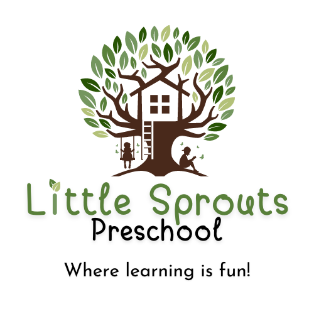 Little Sprouts
Preschool
Where learning is fun!